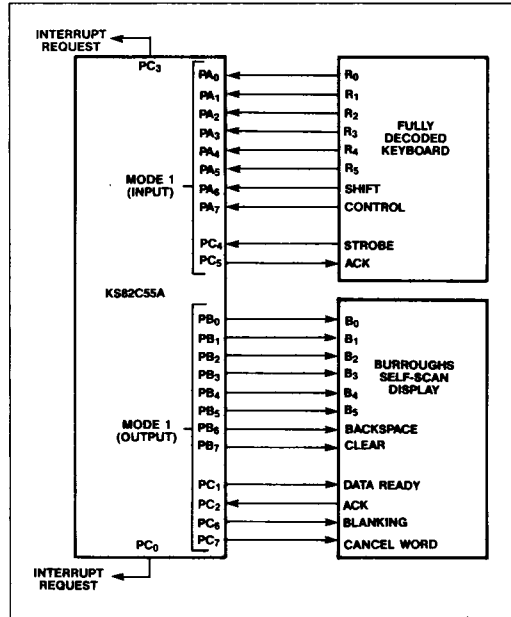 INTERRUPT
REQUEST
PC3
PA0
PA1
PA2
PA3
PA4
PA5
PA6
PA7
PC4
PC5
MODE 1
(INPUT)
R0
R1
R2
R3
R4
R5
SHIFT
CONTROL
STROBE
ACK
FULLY
DECODED
KEYBOARD
KS82C55A
PB0
PB1
PB2
PB3
PB4
PB5
PB6
PB7
PC1
PC2
PC6
PC7
MODE 1
(OUTPUT)
B0
B1
B2
B3
B4
B5
BACKSPACE
CLEAR
DATA READY
ACK
BLANKING
CANCEL WORD
BURROUGHS
SELF-SCAN
DISPLAY
PC0
INTERRUPT
REQUEST